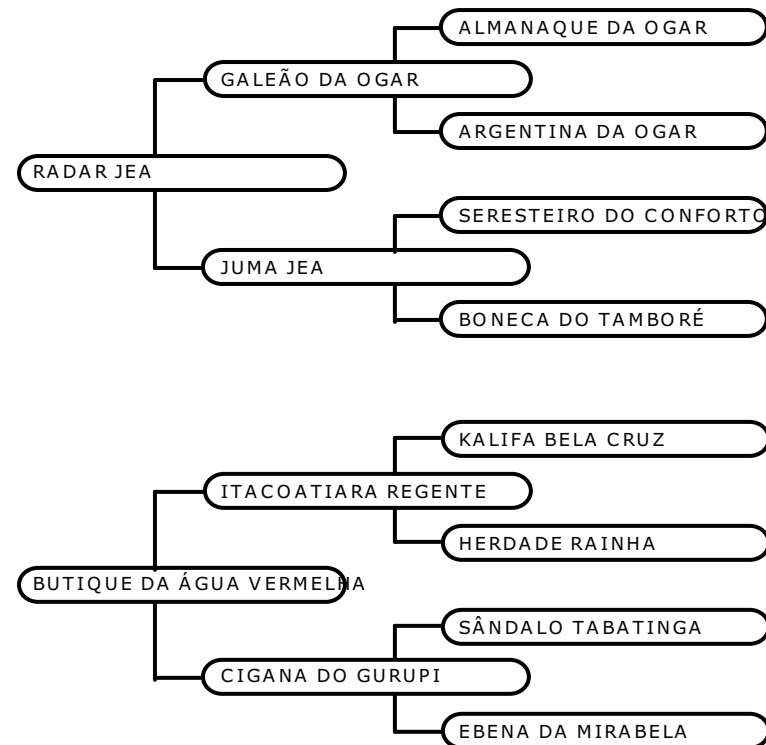 ALMANAQUE DA OGAR
GALEÃO DA OGAR
ARGENTINA DA OGAR
RADAR JEA
SERESTEIRO DO CONFORTO
JUMA JEA
BONECA DO TAMBORÉ
KALIFA BELA CRUZ
ITACOATIARA REGENTE
HERDADE RAINHA
BUTIQUE DA ÁGUA VERMELHA
SÂNDALO TABATINGA
CIGANA DO GURUPI
EBENA DA MIRABELA